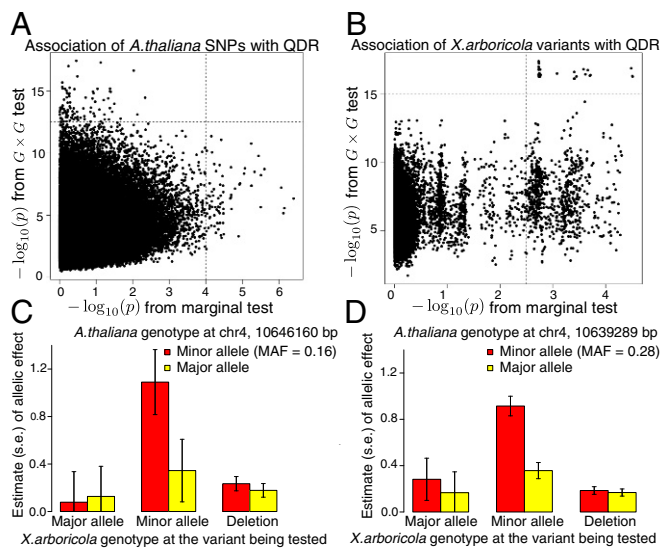 A
Association of A.thaliana SNPs with QDR
− log10(p) from G × G test
15
10
5
0
0 1 2 3 4 5 6
− log10(p) from marginal test
B
Association of X.arboricola variants with QDR
− log10(p) from G × G test
15
10
5
0 1 2 3 4
− log10(p) from marginal test
C
A.thaliana genotype at chr4, 10646160 bp
Minor allele (MAF = 0.16)
Major allele
Estimate (s.e.) of allelic effect
1.2
0.8
0.4
0.0
Major allele Minor allele Deletion
X.arboricola genotype at the variant being tested
D
A.thaliana genotype at chr4, 10639289 bp
Minor allele (MAF = 0.28)
Major allele
Estimate (s.e.) of allelic effect
1.2
0.8
0.4
0.0
Major allele Minor allele Deletion
X.arboricola genotype at the variant being tested